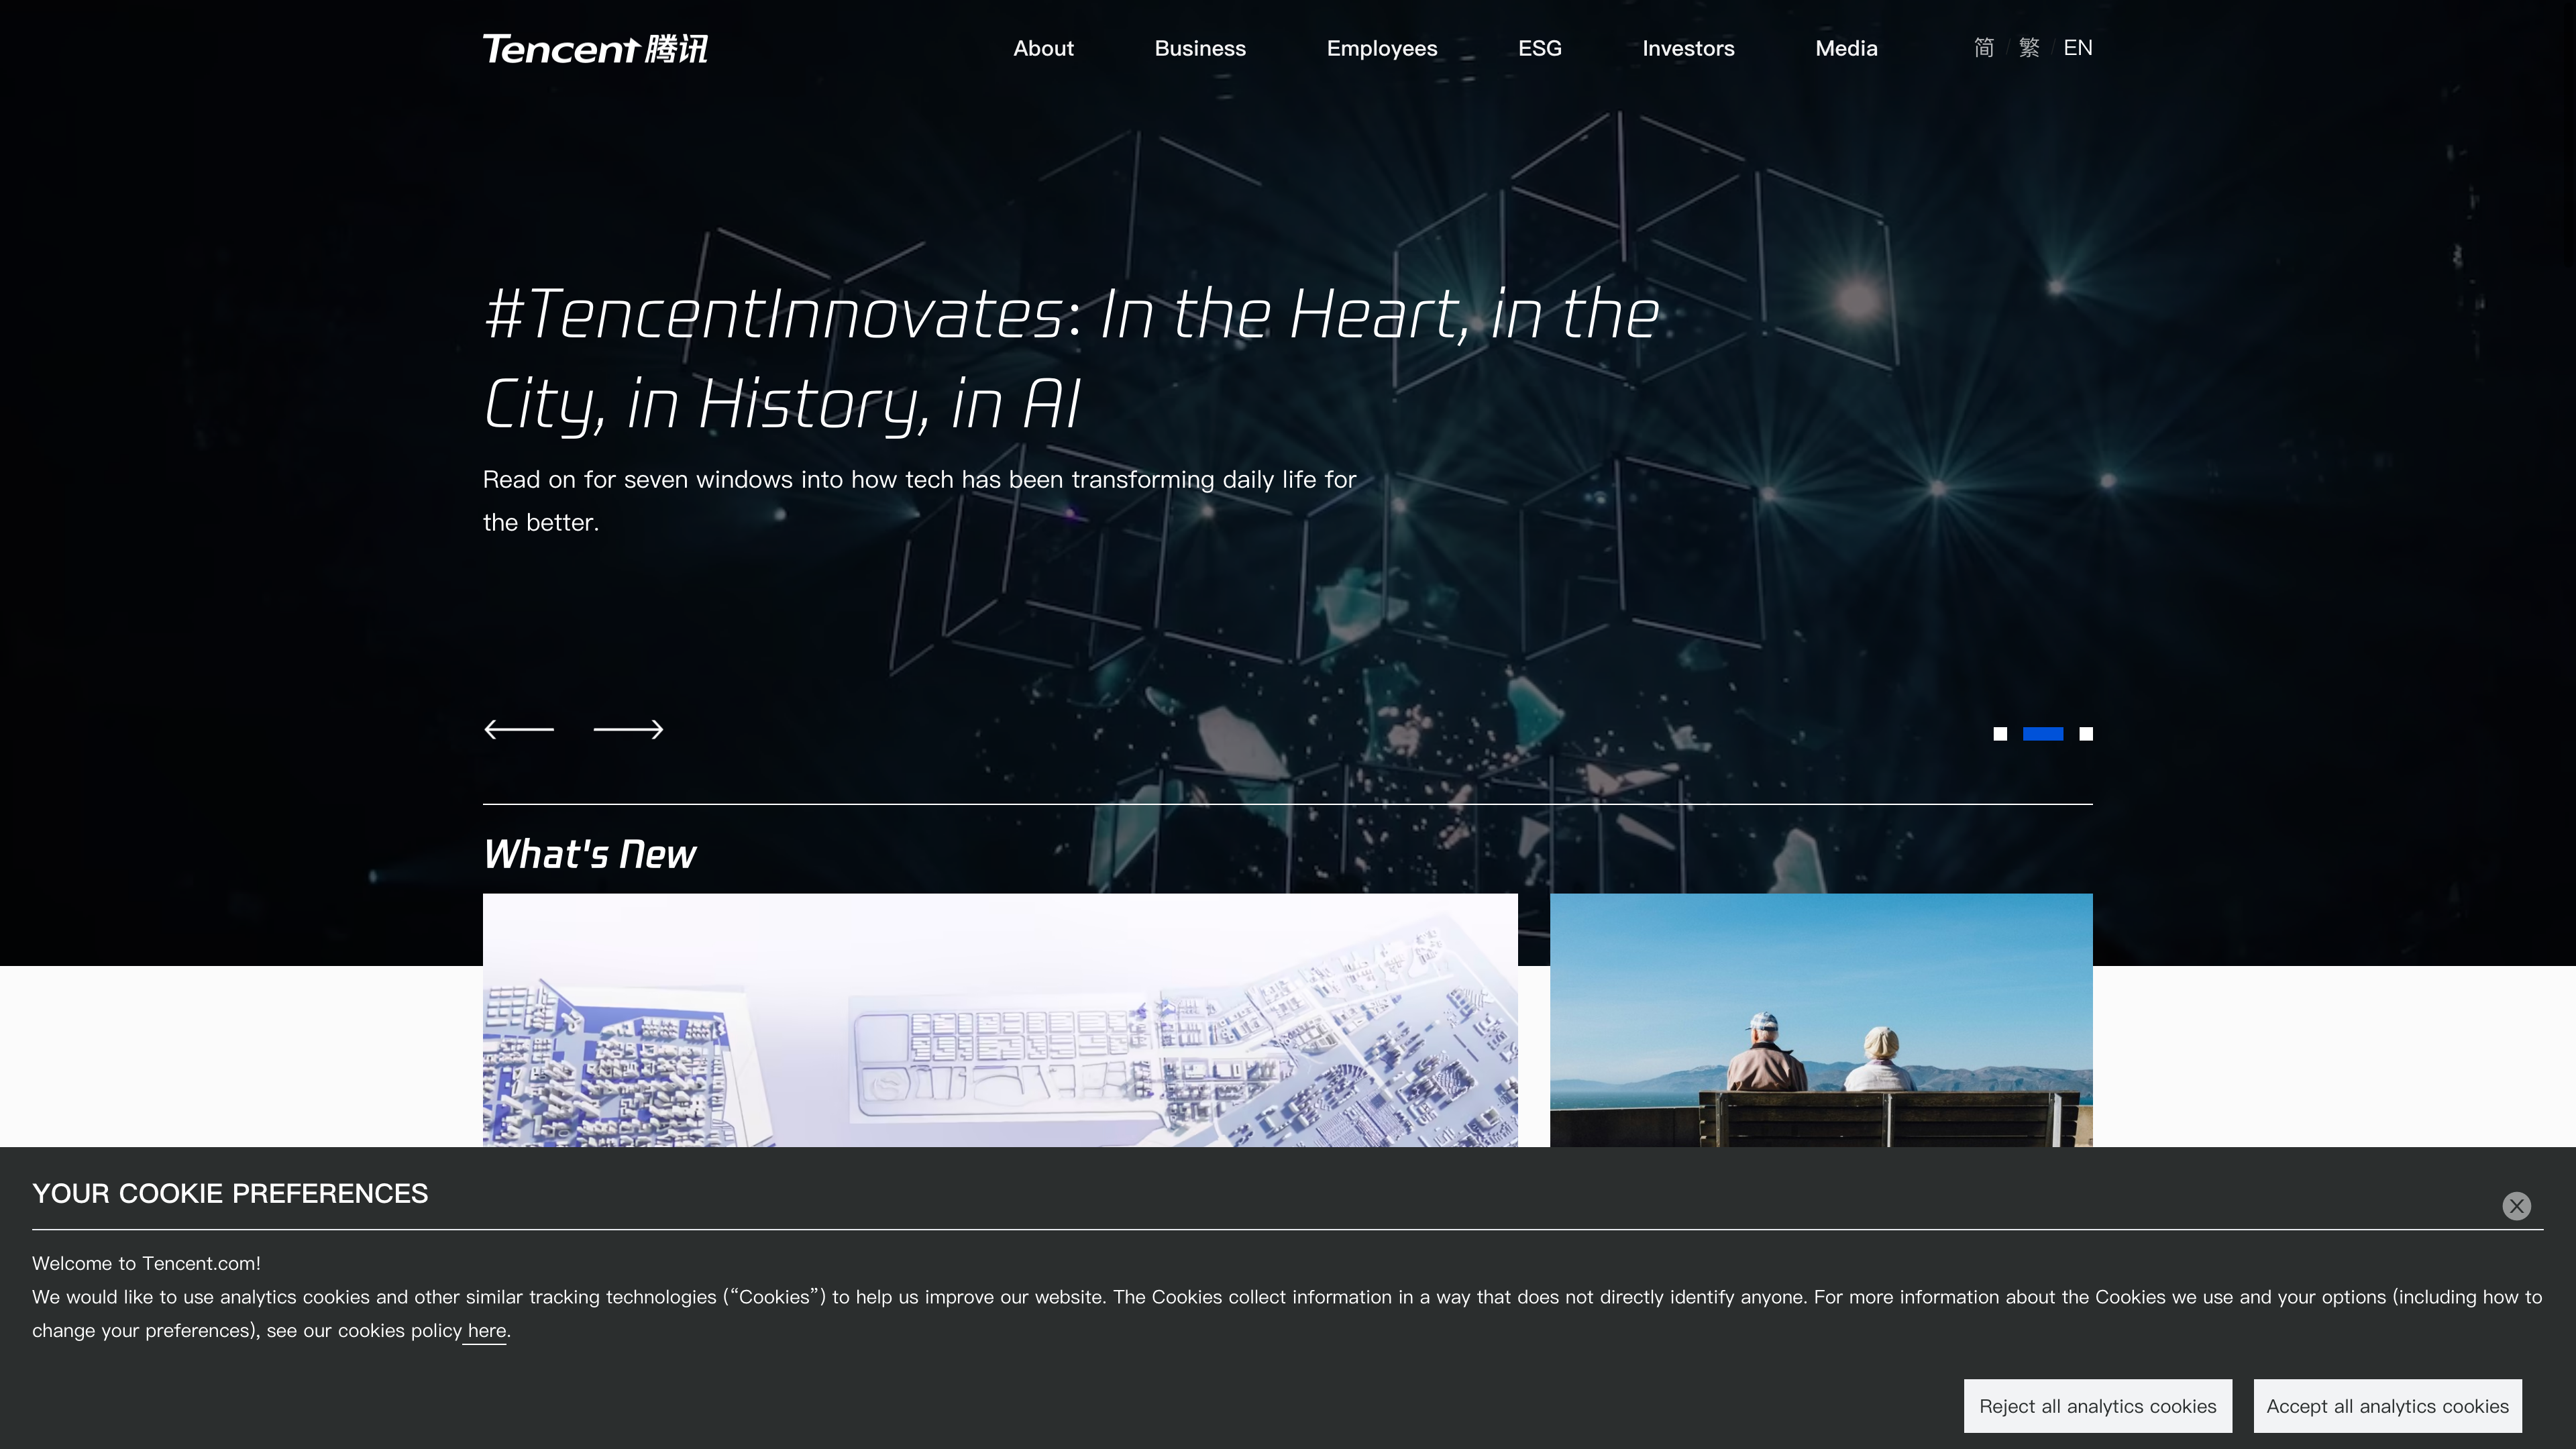 Tencent 腾讯
About Business Employees ESG Investors Media 简 / 繁 / EN
#TencentInnovates: In the Heart, in the
City, in History, in AI
Read on for seven windows into how tech has been transforming daily life for
the better.
What's New
YOUR COOKIE PREFERENCES
X
Welcome to Tencent.com!
We would like to use analytics cookies and other similar tracking technologies (“Cookies”) to help us improve our website. The Cookies collect information in a way that does not directly identify anyone. For more information about the Cookies we use and your options (including how to
change your preferences), see our cookies policy here.
Reject all analytics cookies Accept all analytics cookies